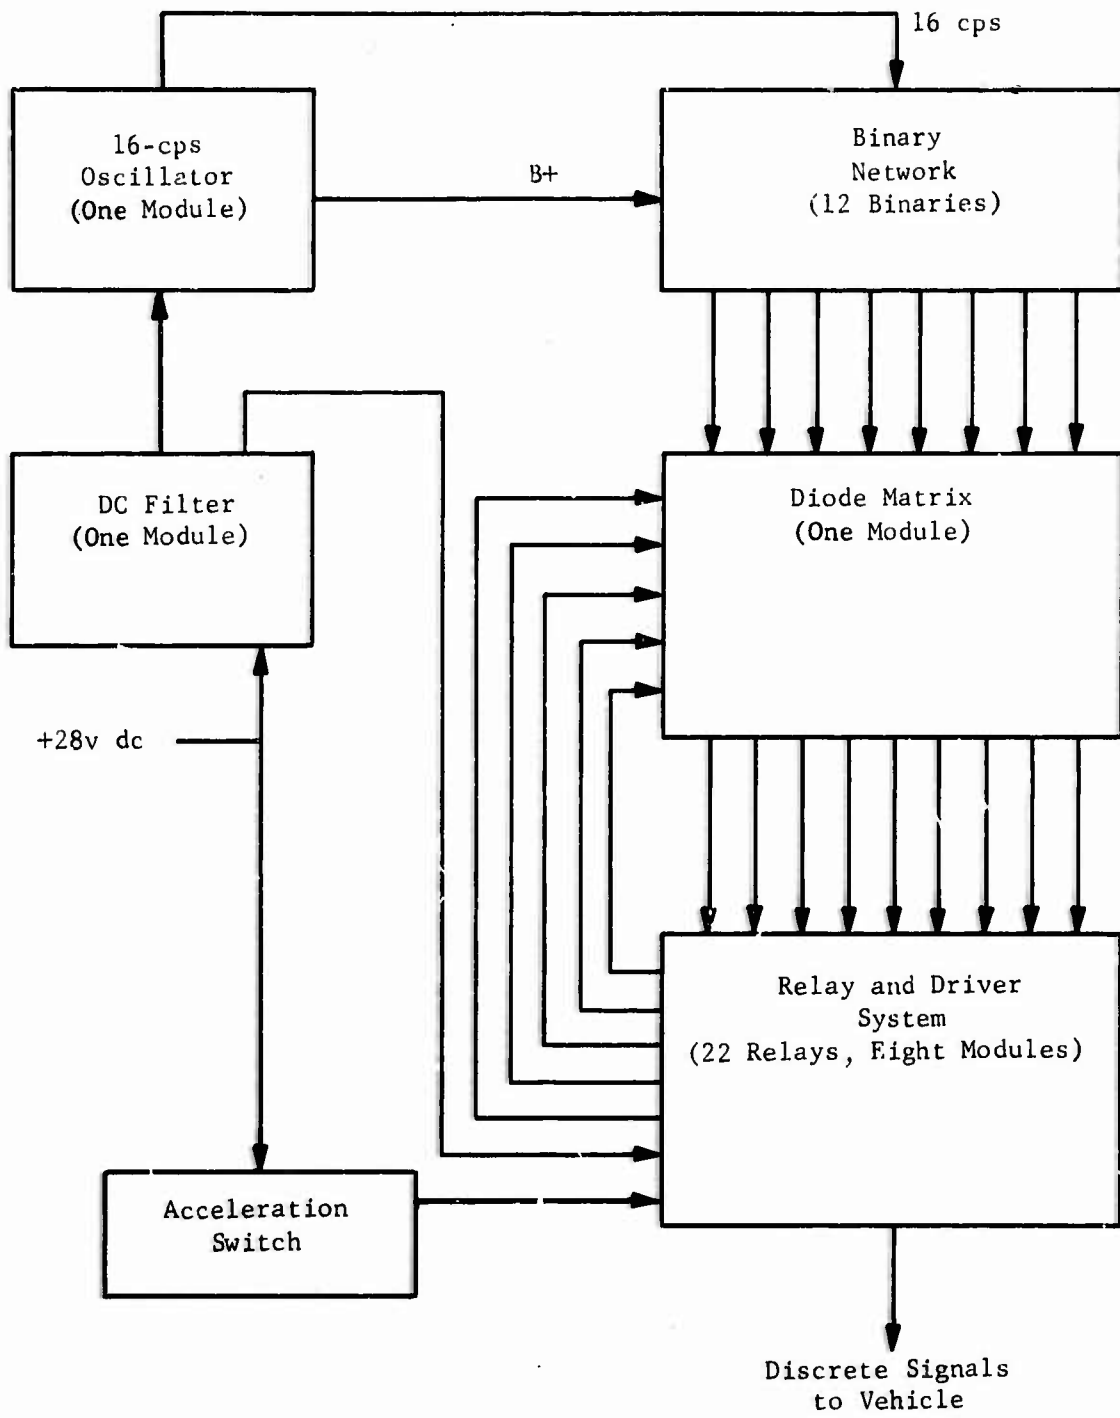 16 cps
16-cps
Oscillator
(One Module)
B+
Binary
Network
(12 Binaries)
DC Filter
(One Module)
Diode Matrix
(One Module)
+28v dc
Relay and Driver
System
(22 Relays, Eight Modules)
Acceleration
Switch
Discrete Signals
to Vehicle